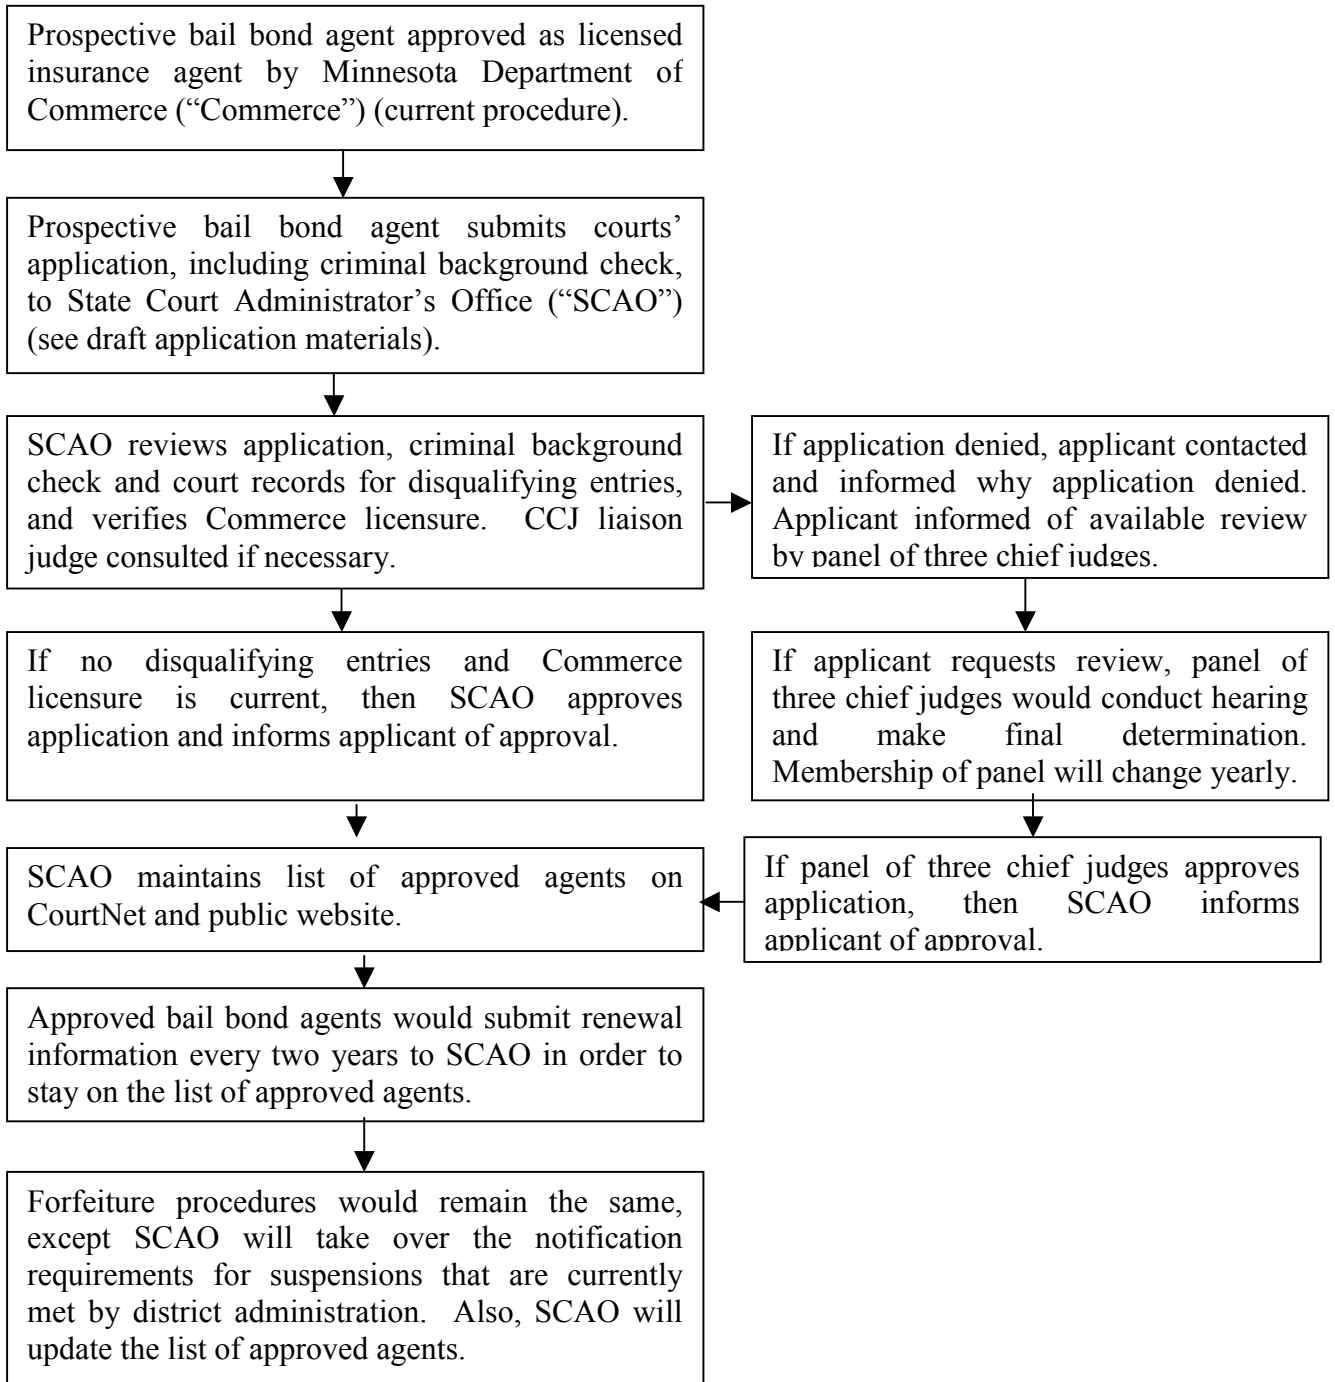 Prospective bail bond agent approved as licensed
insurance agent by Minnesota Department of
Commerce (“Commerce”) (current procedure).
Prospective bail bond agent submits courts’
application, including criminal background check,
to State Court Administrator’s Office (“SCAO”)
(see draft application materials).
SCAO reviews application, criminal background
check and court records for disqualifying entries,
and verifies Commerce licensure. CCJ liaison
judge consulted if necessary.
If application denied, applicant contacted
and informed why application denied.
Applicant informed of available review
by panel of three chief judges.
If no disqualifying entries and Commerce
licensure is current, then SCAO approves
application and informs applicant of approval.
If applicant requests review, panel of
three chief judges would conduct hearing
and make final determination.
Membership of panel will change yearly.
SCAO maintains list of approved agents on
CourtNet and public website.
If panel of three chief judges approves
application, then SCAO informs
applicant of approval.
Approved bail bond agents would submit renewal
information every two years to SCAO in order to
stay on the list of approved agents.
Forfeiture procedures would remain the same,
except SCAO will take over the notification
requirements for suspensions that are currently
met by district administration. Also, SCAO will
update the list of approved agents.